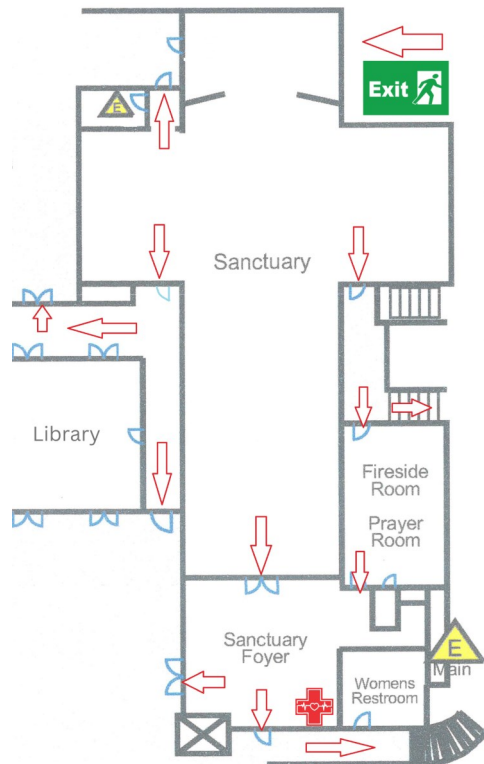 Exit
E
Sanctuary
Library
Fireside
Room
Prayer
Room
Sanctuary
Foyer
E
Main
Womens
Restroom